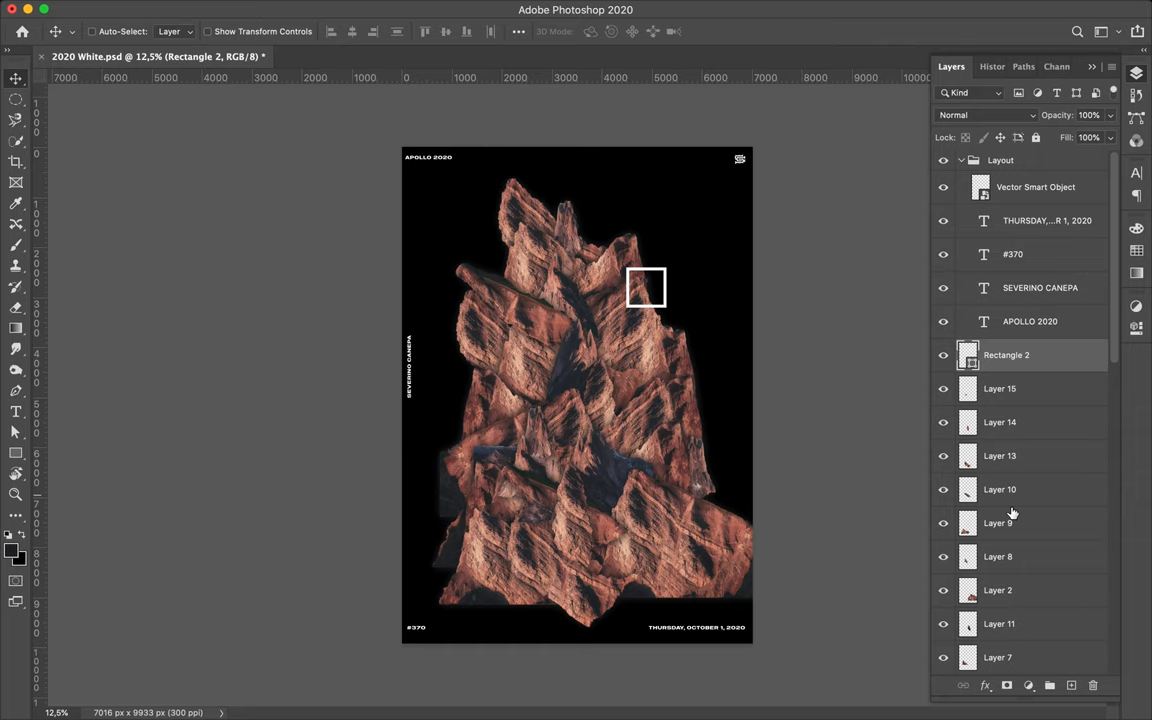 Adobe Photoshop 2020
Auto-Select:
Layer
Show Transform Controls
3D Mode:
2020 White.psd @ 12,5% (Rectangle 2, RGB/8) *
7000 6000 5000 4000 3000 2000 1000 0 1000 2000 3000 4000 5000 6000 7000 8000 9000 10000
APOLLO 2020
SEVERINO CANEPA
#370
THURSDAY, OCTOBER 1, 2020
Layers
Histor
Paths
Chann
Kind
Normal
Opacity: 100%
Lock:
Fill: 100%
Layout
Vector Smart Object
THURSDAY,...R 1, 2020
#370
SEVERINO CANEPA
APOLLO 2020
Rectangle 2
Layer 15
Layer 14
Layer 13
Layer 10
Layer 9
Layer 8
Layer 2
Layer 11
Layer 7
12,5%
7016 px x 9933 px (300 ppi)